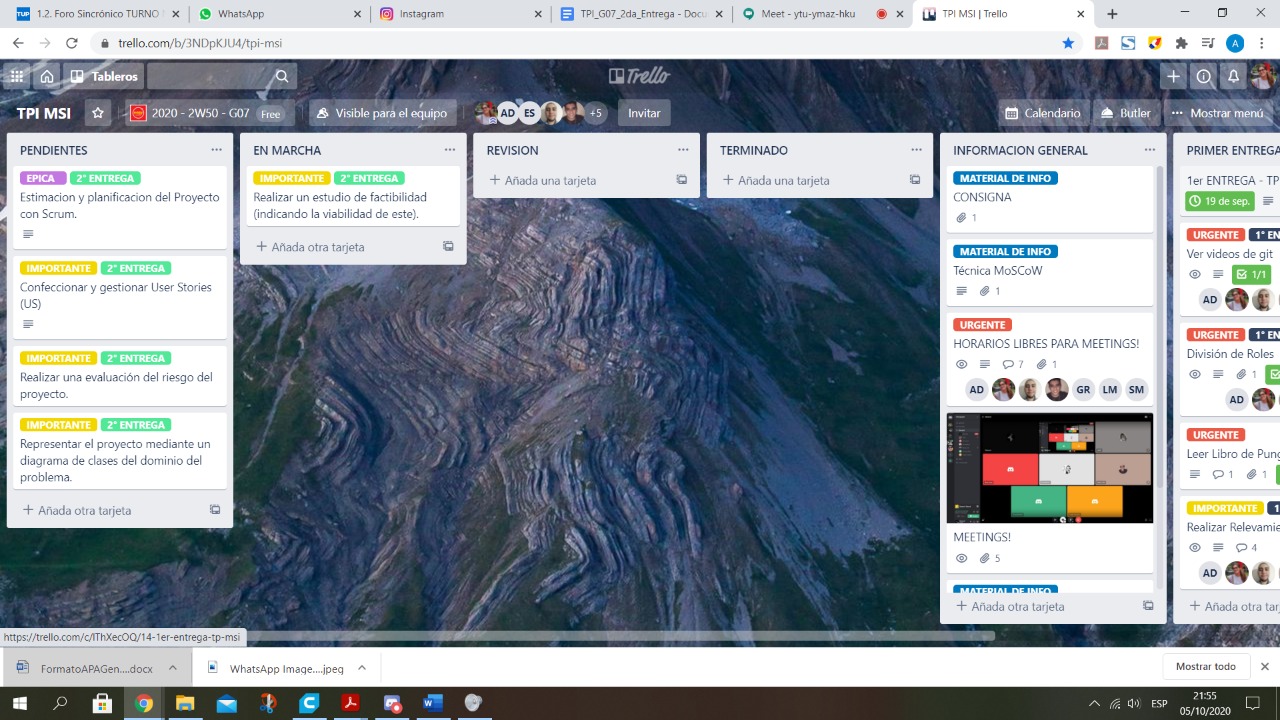 1.2. Foro Sincrónico TURNO
WhatsApp
Instagram
TPI_G07_2da_Entrega - Docu
Meet - ytu-ymaz-hku
TPI MSI | Trello
trello.com/b/3NDpKJU4/tpi-msi
Tableros
Trello
TPI MSI
2020 - 2W50 - G07 Free
Visible para el equipo
AD ES +5
Invitar
Calendario
Butler
Mostrar menú
PENDIENTES
EPICA 2° ENTREGA
Estimacion y planificacion del Proyecto
con Scrum.
IMPORTANTE 2° ENTREGA
Confeccionar y gestionar User Stories
(US)
IMPORTANTE 2° ENTREGA
Realizar una evaluación del riesgo del
proyecto.
IMPORTANTE 2° ENTREGA
Representar el proyecto mediante un
diagrama de clases del dominio del
problema.
+ Añada otra tarjeta
EN MARCHA
IMPORTANTE 2° ENTREGA
Realizar un estudio de factibilidad
(indicando la viabilidad de este).
+ Añada otra tarjeta
REVISION
+ Añada una tarjeta
TERMINADO
+ Añada una tarjeta
INFORMACION GENERAL
MATERIAL DE INFO
CONSIGNA
1
MATERIAL DE INFO
Técnica MoSCoW
1
URGENTE
HORARIOS LIBRES PARA MEETINGS!
7 1
AD GR LM SM
MEETINGS!
5
MATERIAL DE INFO
+ Añada otra tarjeta
PRIMER ENTREGA
1er ENTREGA - TP
19 de sep.
URGENTE 1° EN
Ver videos de git
1/1
AD
URGENTE 1° EN
División de Roles
1
AD
URGENTE
Leer Libro de Pung
1 1
IMPORTANTE 1
Realizar Relevamie
4
AD
+ Añada otra tar
https://trello.com/c/lThXecOQ/14-1er-entrega-tp-msi
FormatoAPAGen....docx
WhatsApp Image....jpeg
Mostrar todo
ESP
21:55
05/10/2020